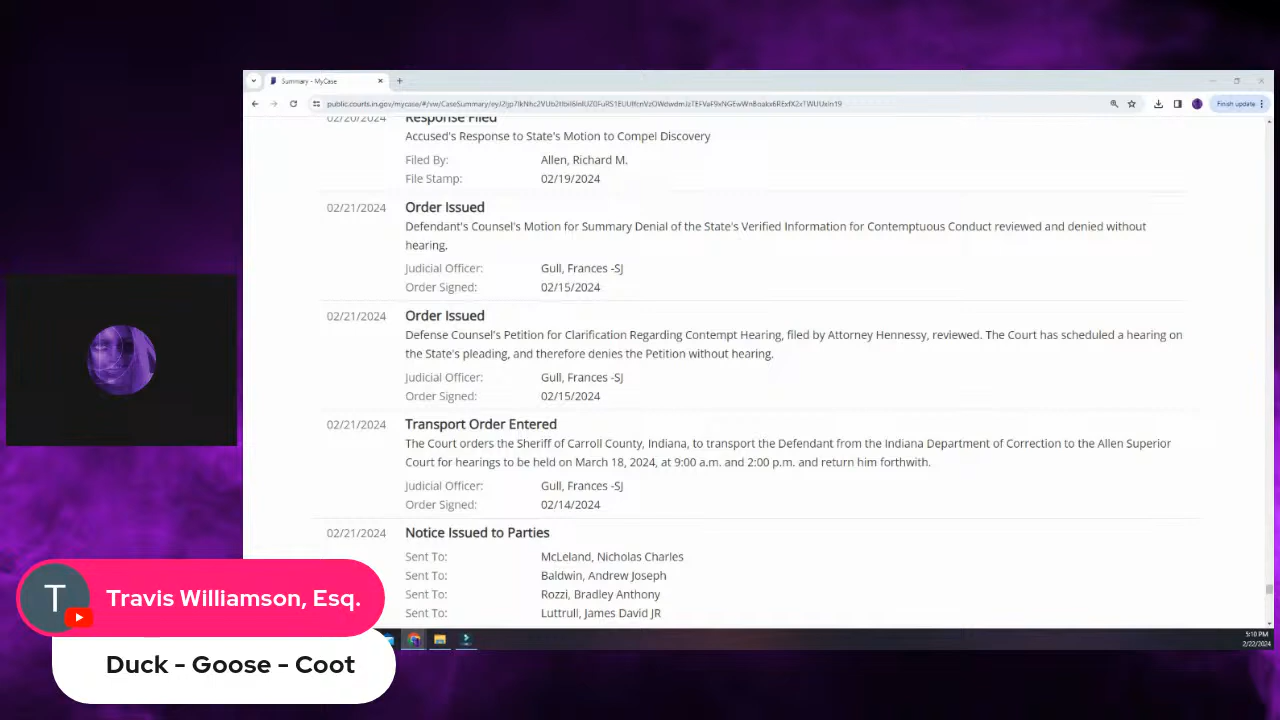 Summary - MyCase
Finish update
02/20/2024 Response Filed
Accused's Response to State's Motion to Compel Discovery
Filed By: Allen, Richard M.
File Stamp: 02/19/2024
02/21/2024 Order Issued
Defendant's Counsel's Motion for Summary Denial of the State's Verified Information for Contemptuous Conduct reviewed and denied without
hearing.
Judicial Officer: Gull, Frances -SJ
Order Signed: 02/15/2024
02/21/2024 Order Issued
Defense Counsel's Petition for Clarification Regarding Contempt Hearing, filed by Attorney Hennessy, reviewed. The Court has scheduled a hearing on
the State's pleading, and therefore denies the Petition without hearing.
Judicial Officer: Gull, Frances -SJ
Order Signed: 02/15/2024
02/21/2024 Transport Order Entered
The Court orders the Sheriff of Carroll County, Indiana, to transport the Defendant from the Indiana Department of Correction to the Allen Superior
Court for hearings to be held on March 18, 2024, at 9:00 a.m. and 2:00 p.m. and return him forthwith.
Judicial Officer: Gull, Frances -SJ
Order Signed: 02/14/2024
02/21/2024 Notice Issued to Parties
Sent To: McLeland, Nicholas Charles
Sent To: Baldwin, Andrew Joseph
Sent To: Rozzi, Bradley Anthony
Sent To: Luttrull, James David JR
T Travis Williamson, Esq.
Duck - Goose - Coot
5:10 PM
2/22/2024